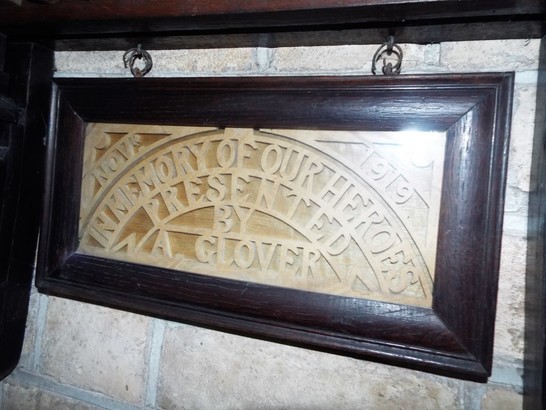 NOV 1919
IN MEMORY OF OUR HEROES
PRESENTED
BY
A. GLOVER